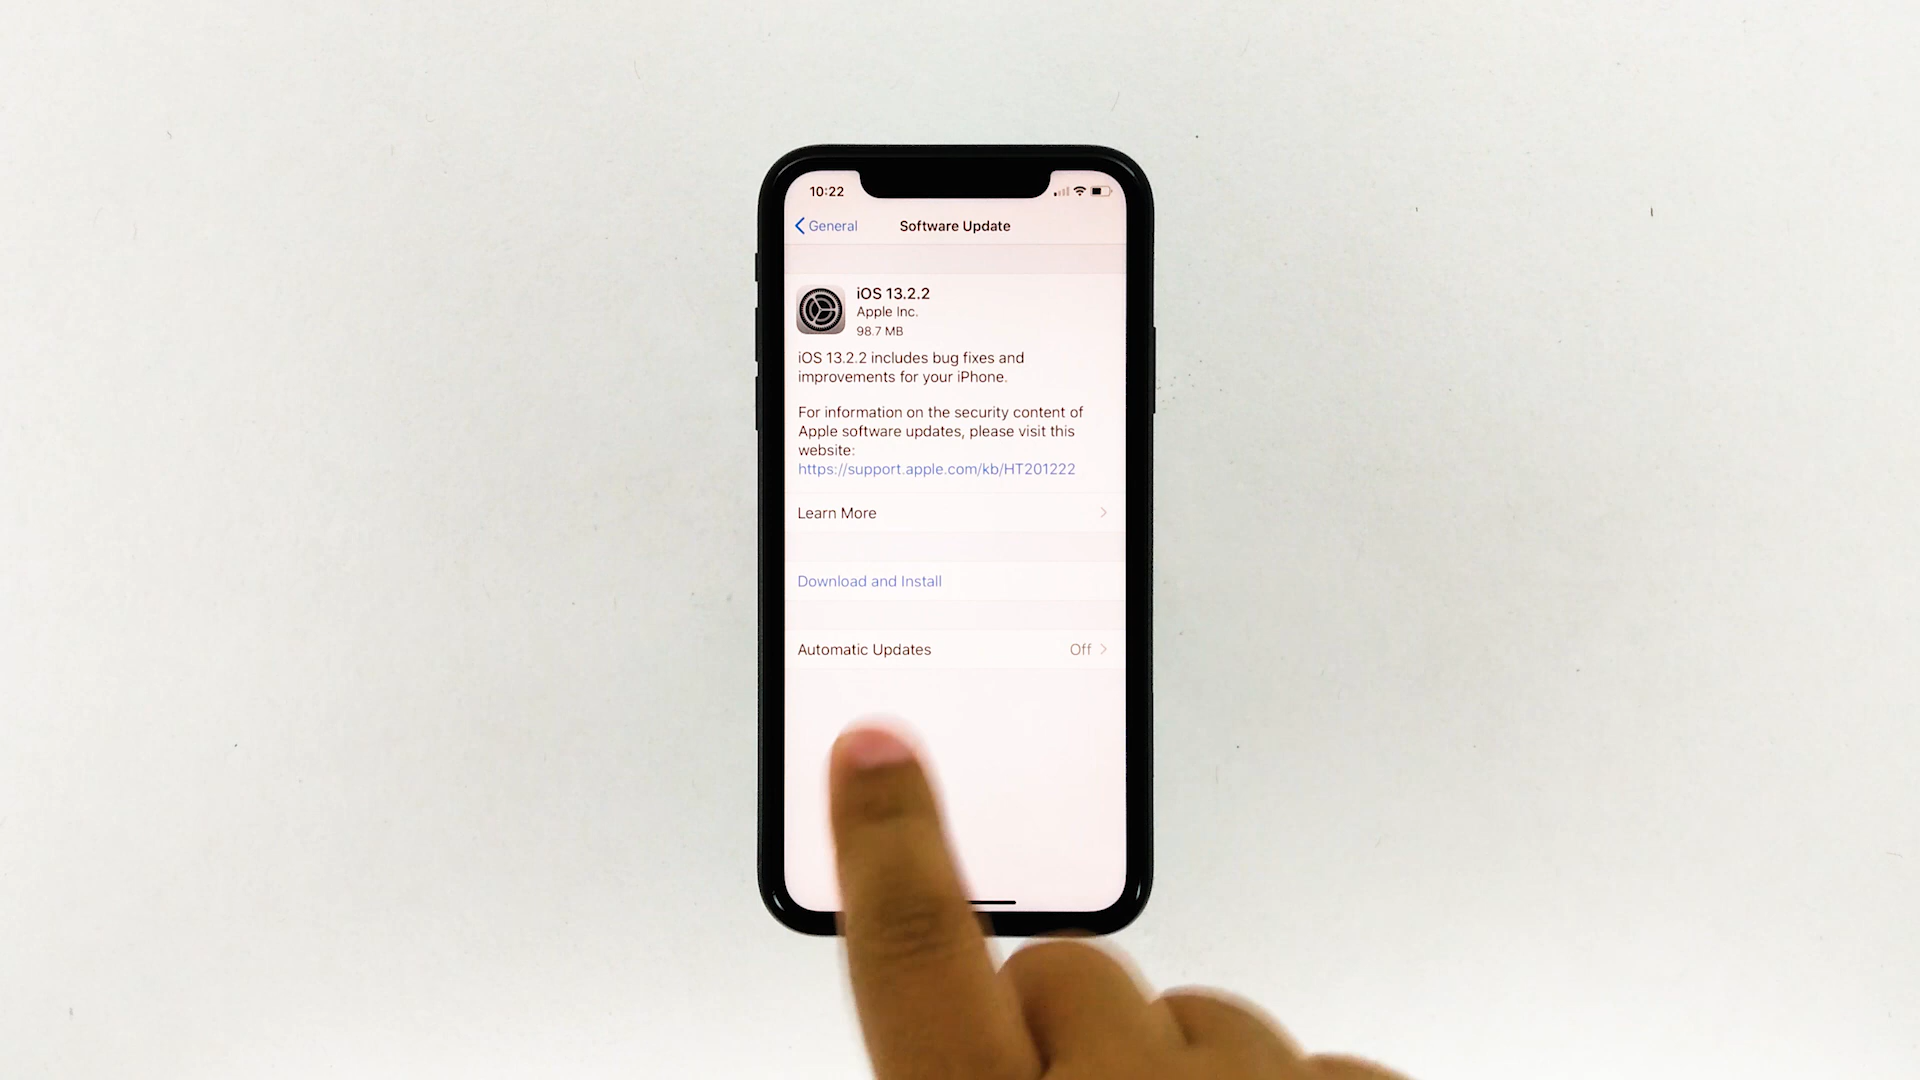 10:22
General
Software Update
iOS 13.2.2
Apple Inc.
98.7 MB
iOS 13.2.2 includes bug fixes and
improvements for your iPhone.
For information on the security content of
Apple software updates, please visit this
website:
https://support.apple.com/kb/HT201222
Learn More
Download and Install
Automatic Updates
Off